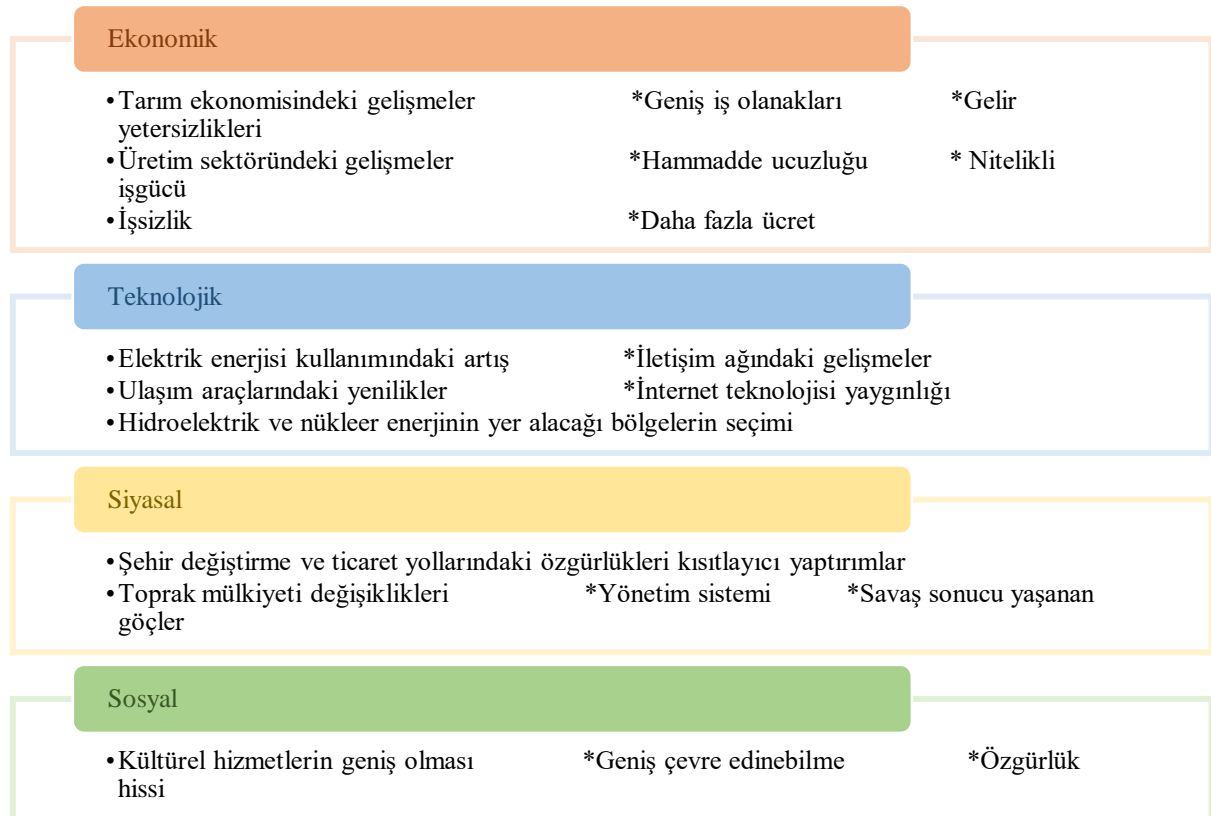 Ekonomik
•Tarım ekonomisindeki gelişmeler *Geniş iş olanakları *Gelir
yetersizlikleri
•Üretim sektöründeki gelişmeler *Hammadde ucuzluğu * Nitelikli
işgücü
•İşsizlik *Daha fazla ücret
Teknolojik
•Elektrik enerjisi kullanımındaki artış *İletişim ağındaki gelişmeler
•Ulaşım araçlarındaki yenilikler *İnternet teknolojisi yaygınlığı
•Hidroelektrik ve nükleer enerjinin yer alacağı bölgelerin seçimi
Siyasal
•Şehir değiştirme ve ticaret yollarındaki özgürlükleri kısıtlayıcı yaptırımlar
•Toprak mülkiyeti değişiklikleri *Yönetim sistemi *Savaş sonucu yaşanan
göçler
Sosyal
•Kültürel hizmetlerin geniş olması *Geniş çevre edinebilme *Özgürlük
hissi